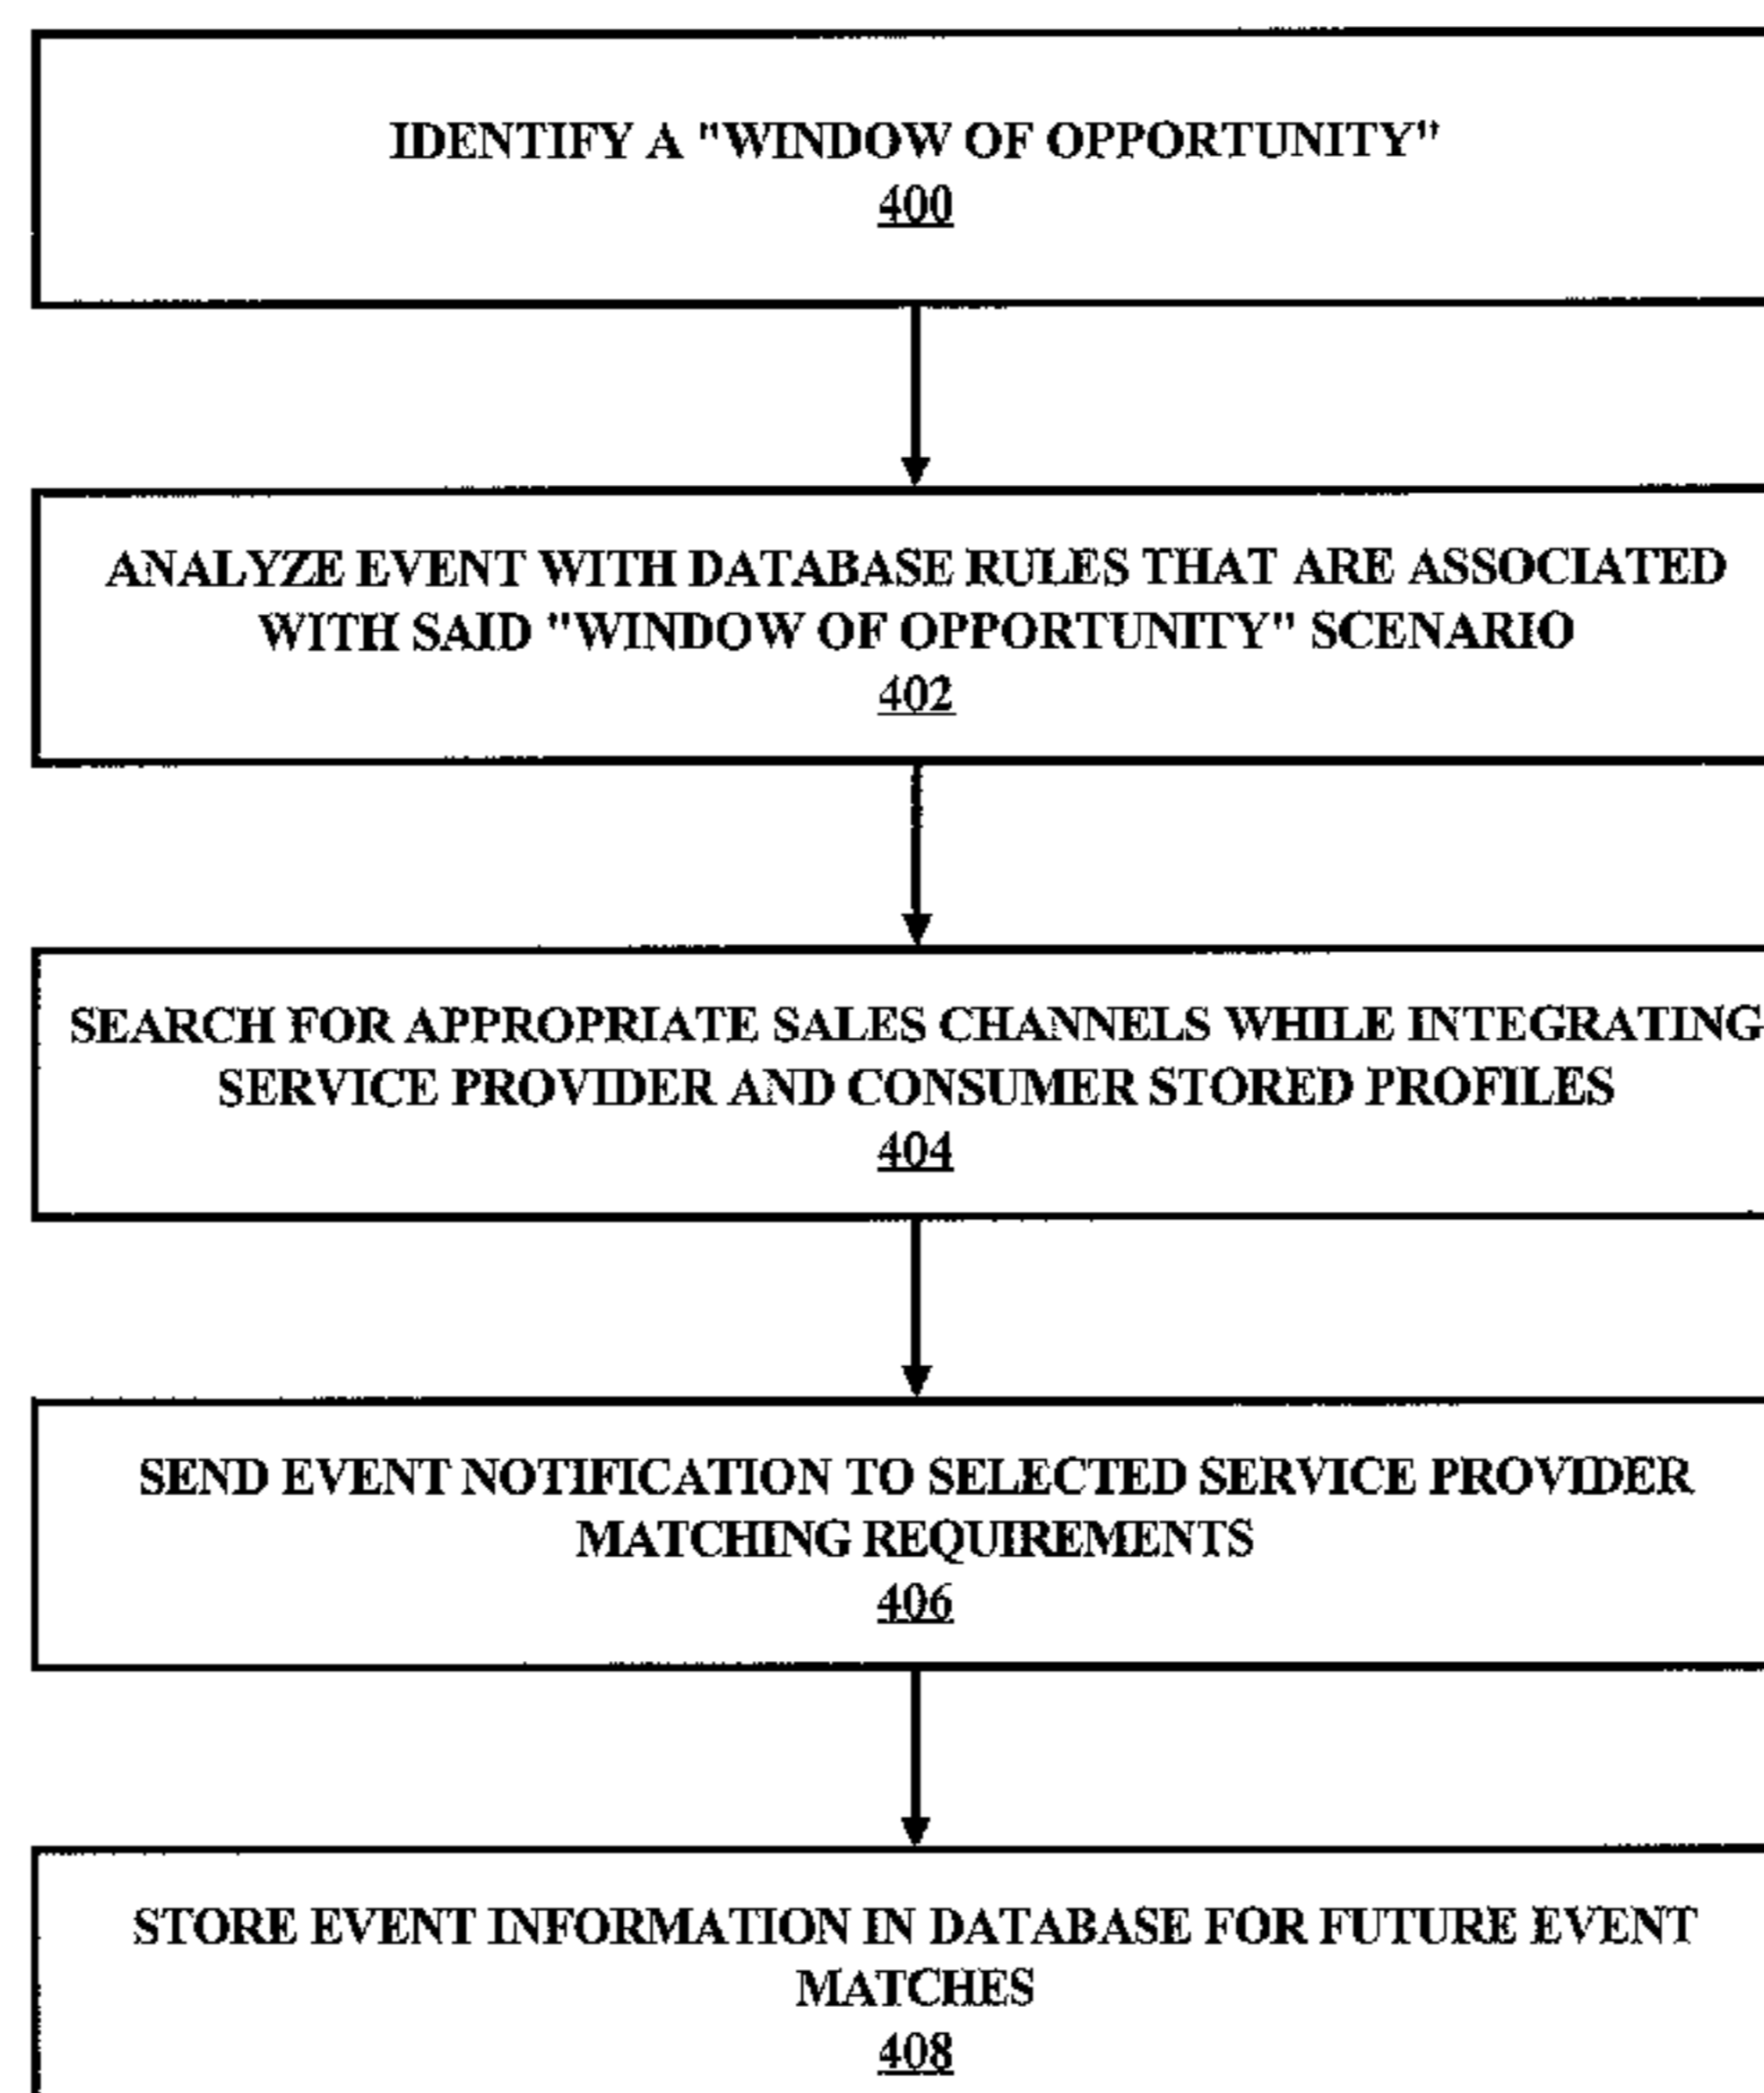 IDENTIFY A "WINDOW OF OPPORTUNITY"
400
ANALYZE EVENT WITH DATABASE RULES THAT ARE ASSOCIATED
WITH SAID "WINDOW OF OPPORTUNITY" SCENARIO
402
SEARCH FOR APPROPRIATE SALES CHANNELS WHILE INTEGRATING
SERVICE PROVIDER AND CONSUMER STORED PROFILES
404
SEND EVENT NOTIFICATION TO SELECTED SERVICE PROVIDER
MATCHING REQUIREMENTS
406
STORE EVENT INFORMATION IN DATABASE FOR FUTURE EVENT
MATCHES
408